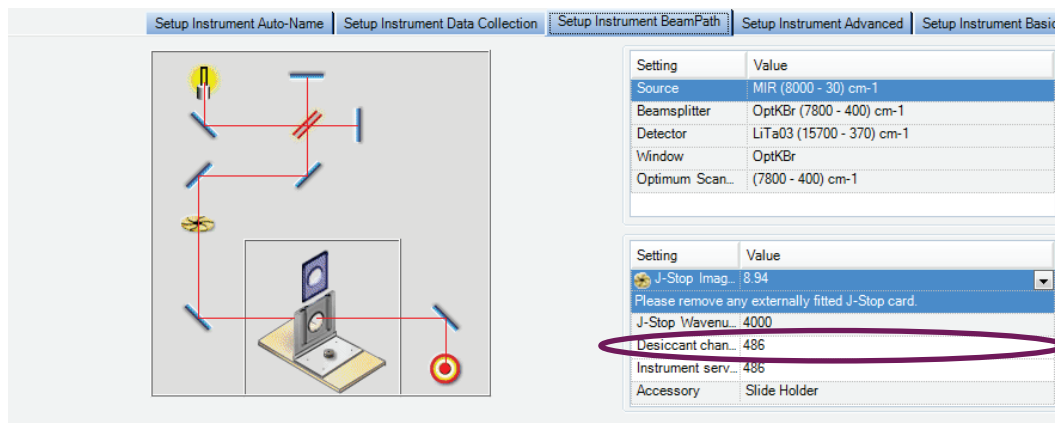 Setup Instrument Auto-Name Setup Instrument Data Collection Setup Instrument BeamPath Setup Instrument Advanced Setup Instrument Basic
Setting Value
Source MIR (8000 - 30) cm-1
Beamsplitter OptKBr (7800 - 400) cm-1
Detector LiTa03 (15700 - 370) cm-1
Window OptKBr
Optimum Scan... (7800 - 400) cm-1
Setting Value
J-Stop Imag... 8.94
Please remove any externally fitted J-Stop card.
J-Stop Wavenu... 4000
Desiccant chan... 486
Instrument serv... 486
Accessory Slide Holder